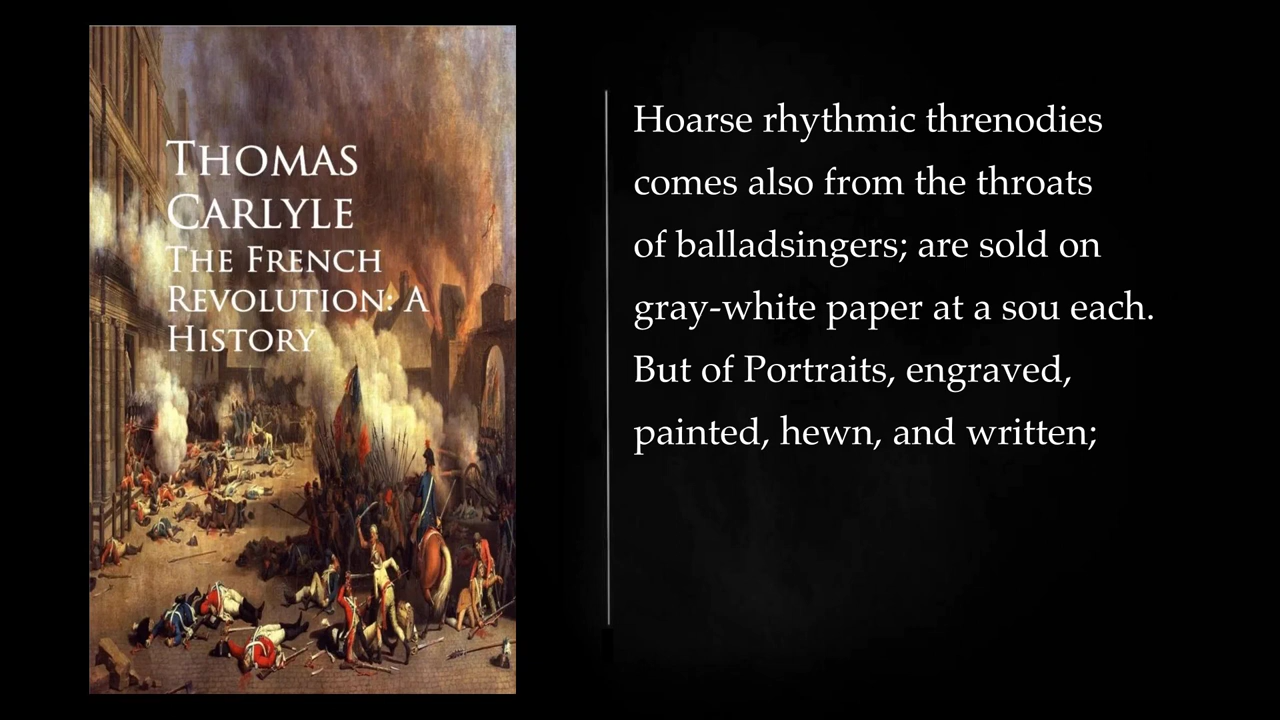 THOMAS
CARLYLE
THE FRENCH
REVOLUTION: A
HISTORY
Hoarse rhythmic threnodies
comes also from the throats
of balladsingers; are sold on
gray-white paper at a sou each.
But of Portraits, engraved,
painted, hewn, and written;